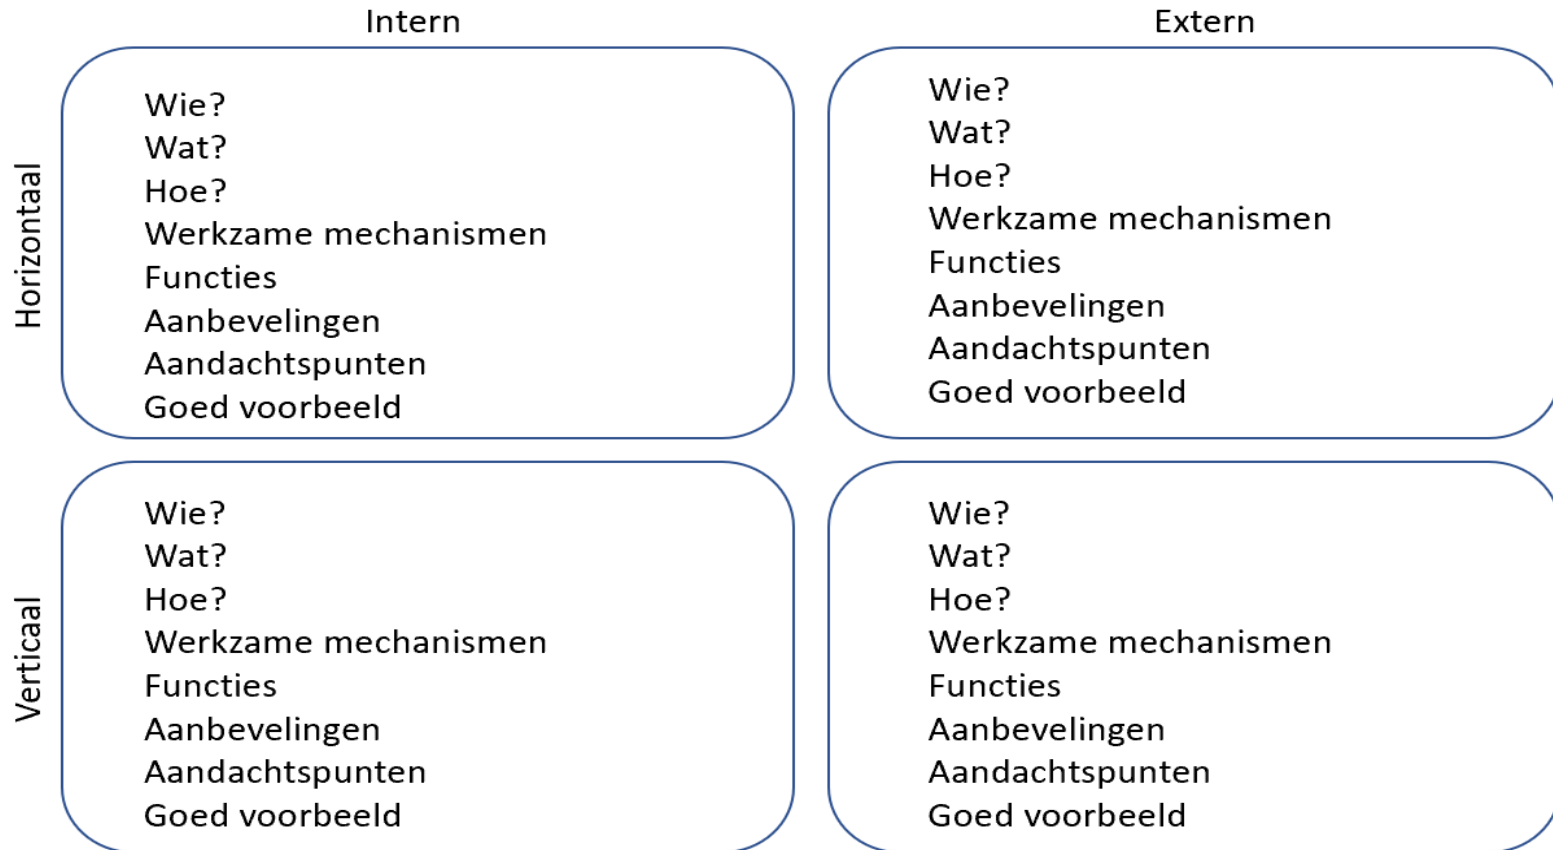 Intern
Extern
Horizontaal
Wie?
Wat?
Hoe?
Werkzame mechanismen
Functies
Aanbevelingen
Aandachtspunten
Goed voorbeeld
Wie?
Wat?
Hoe?
Werkzame mechanismen
Functies
Aanbevelingen
Aandachtspunten
Goed voorbeeld
Verticaal
Wie?
Wat?
Hoe?
Werkzame mechanismen
Functies
Aanbevelingen
Aandachtspunten
Goed voorbeeld
Wie?
Wat?
Hoe?
Werkzame mechanismen
Functies
Aanbevelingen
Aandachtspunten
Goed voorbeeld